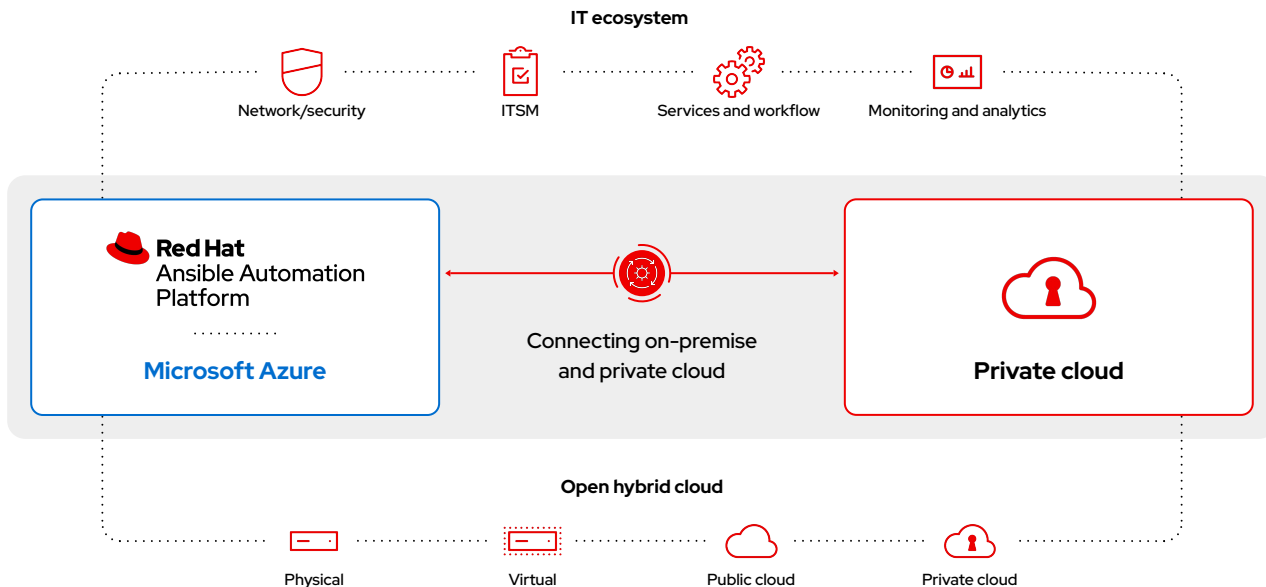 IT ecosystem
Network/security
ITSM
Services and workflow
Monitoring and analytics
Red Hat
Ansible Automation
Platform
Microsoft Azure
Connecting on-premise
and private cloud
Private cloud
Open hybrid cloud
Physical
Virtual
Public cloud
Private cloud